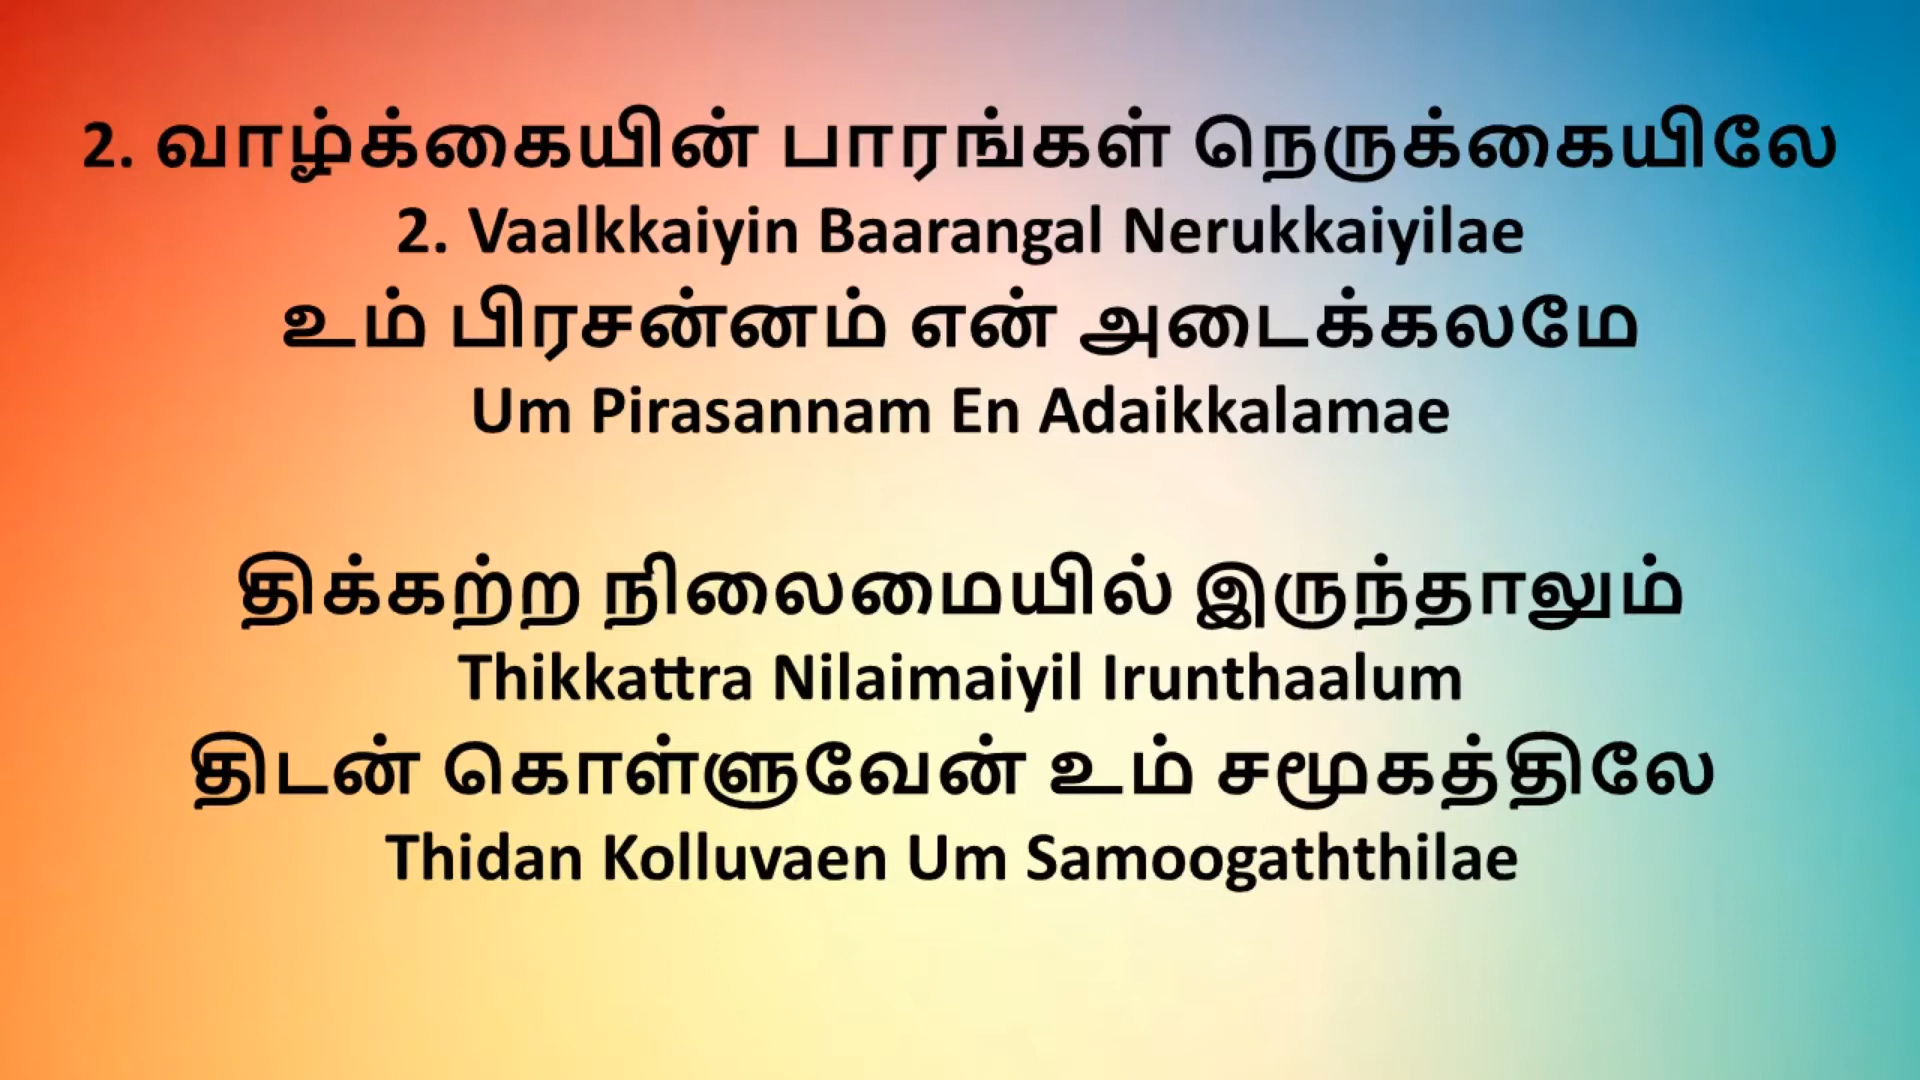 2. வாழ்க்கையின் பாரங்கள் நெருக்கையிலே
2. Vaalkkaiyin Baarangal Nerukkaiyilae
உம் பிரசன்னம் என் அடைக்கலமே
Um Pirasannam En Adaikkalamae
திக்கற்ற நிலைமையில் இருந்தாலும்
Thikkattra Nilaimaiyil Irunthaalum
திடன் கொள்ளுவேன் உம் சமூகத்திலே
Thidan Kolluvaen Um Samoogaththilae